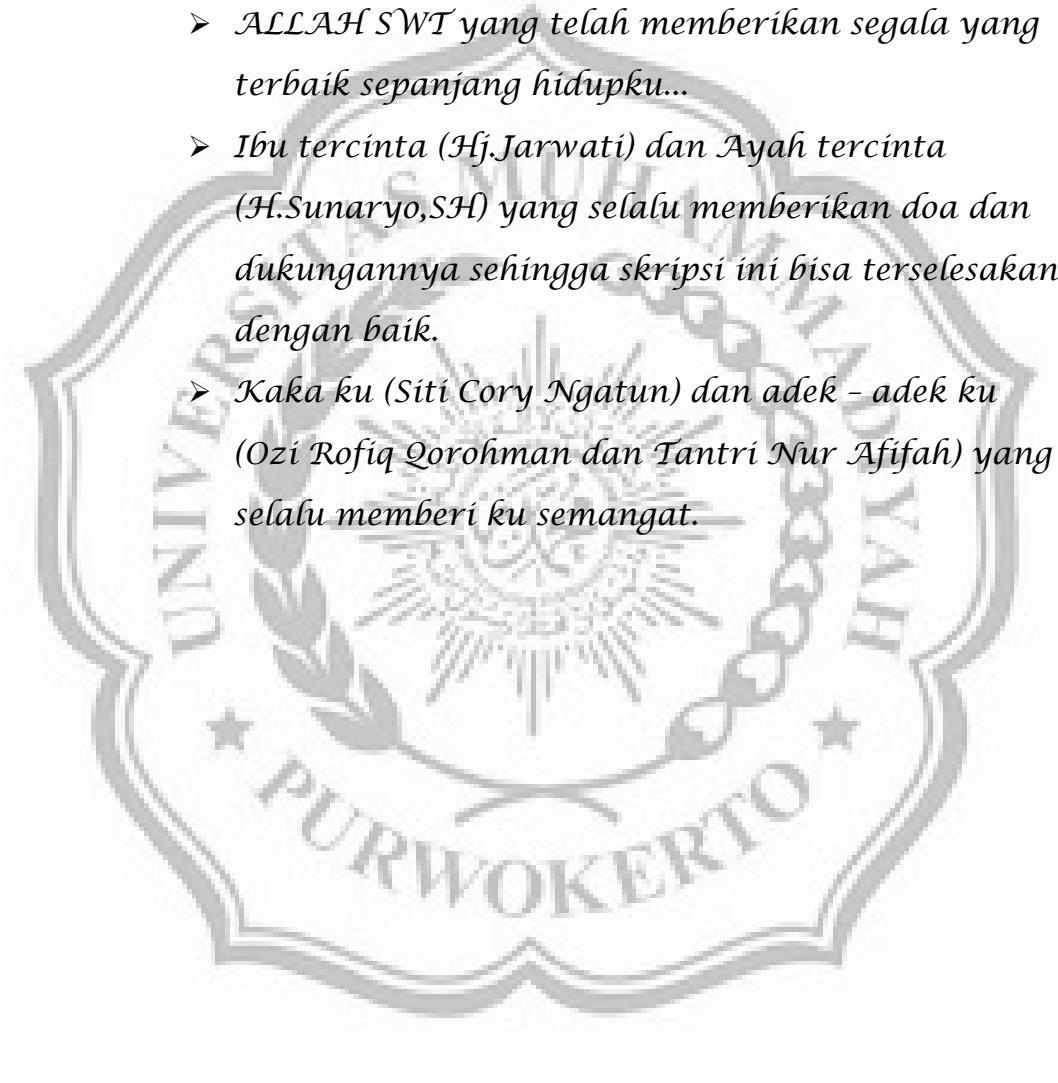 ➢ ALLAH SWT yang telah memberikan segala yang
terbaik sepanjang hidupku...
➢ Ibu tercinta (Hj.Jarwati) dan Ayah tercinta
(H.Sunaryo,SH) yang selalu memberikan doa dan
dukungannya sehingga skripsi ini bisa terselesakan
dengan baik.
➢ Kaka ku (Siti Cory Ngatun) dan adek – adek ku
(Ozi Rofiq Qorohman dan Tantri Nur Afifah) yang
selalu memberi ku semangat.
UNIVERSITAS MUHAMMADIYAH
★ PURWOKERTO ★